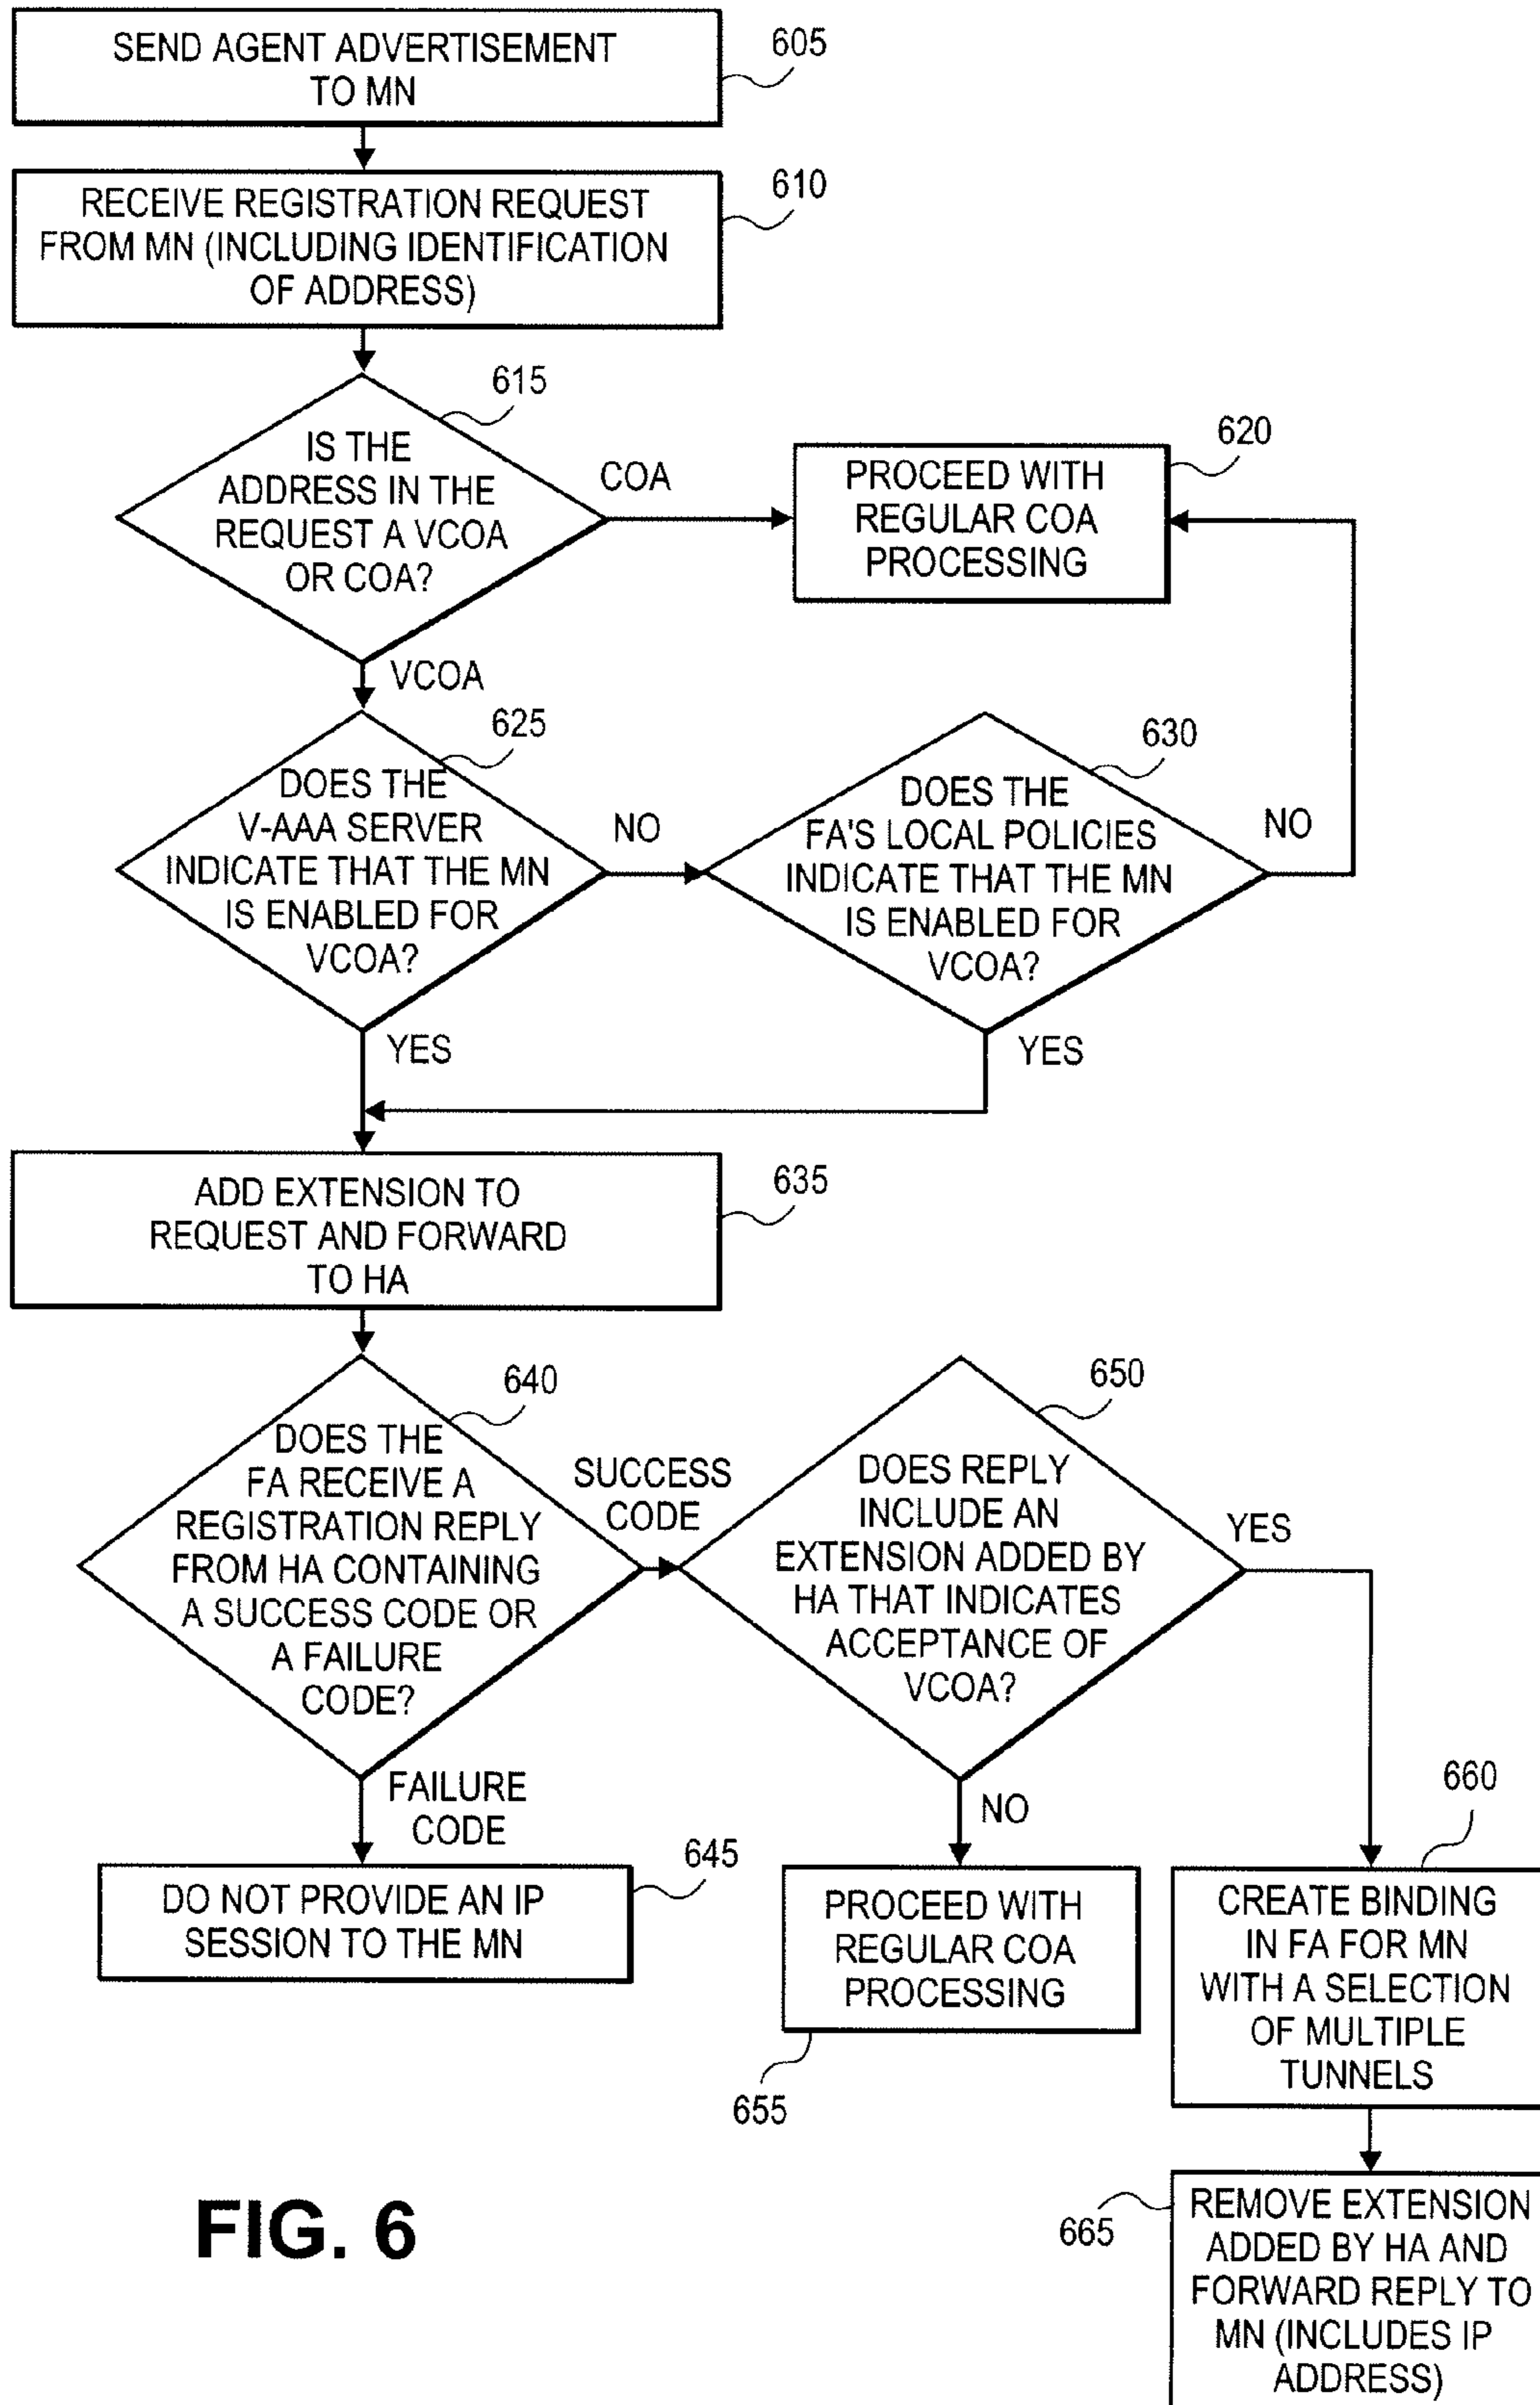 SEND AGENT ADVERTISEMENT
TO MN
605
RECEIVE REGISTRATION REQUEST
FROM MN (INCLUDING IDENTIFICATION
OF ADDRESS)
610
IS THE
ADDRESS IN THE
REQUEST A VCOA
OR COA?
615
COA
PROCEED WITH
REGULAR COA
PROCESSING
620
VCOA
DOES THE
V-AAA SERVER
INDICATE THAT THE MN
IS ENABLED FOR
VCOA?
625
NO
DOES THE
FA'S LOCAL POLICIES
INDICATE THAT THE MN
IS ENABLED FOR
VCOA?
630
NO
YES
YES
ADD EXTENSION TO
REQUEST AND FORWARD
TO HA
635
DOES THE
FA RECEIVE A
REGISTRATION REPLY
FROM HA CONTAINING
A SUCCESS CODE OR
A FAILURE
CODE?
640
SUCCESS
CODE
DOES REPLY
INCLUDE AN
EXTENSION ADDED BY
HA THAT INDICATES
ACCEPTANCE OF
VCOA?
650
YES
FAILURE
CODE
NO
DO NOT PROVIDE AN IP
SESSION TO THE MN
645
PROCEED WITH
REGULAR COA
PROCESSING
655
CREATE BINDING
IN FA FOR MN
WITH A SELECTION
OF MULTIPLE
TUNNELS
660
REMOVE EXTENSION
ADDED BY HA AND
FORWARD REPLY TO
MN (INCLUDES IP
ADDRESS)
665
FIG. 6